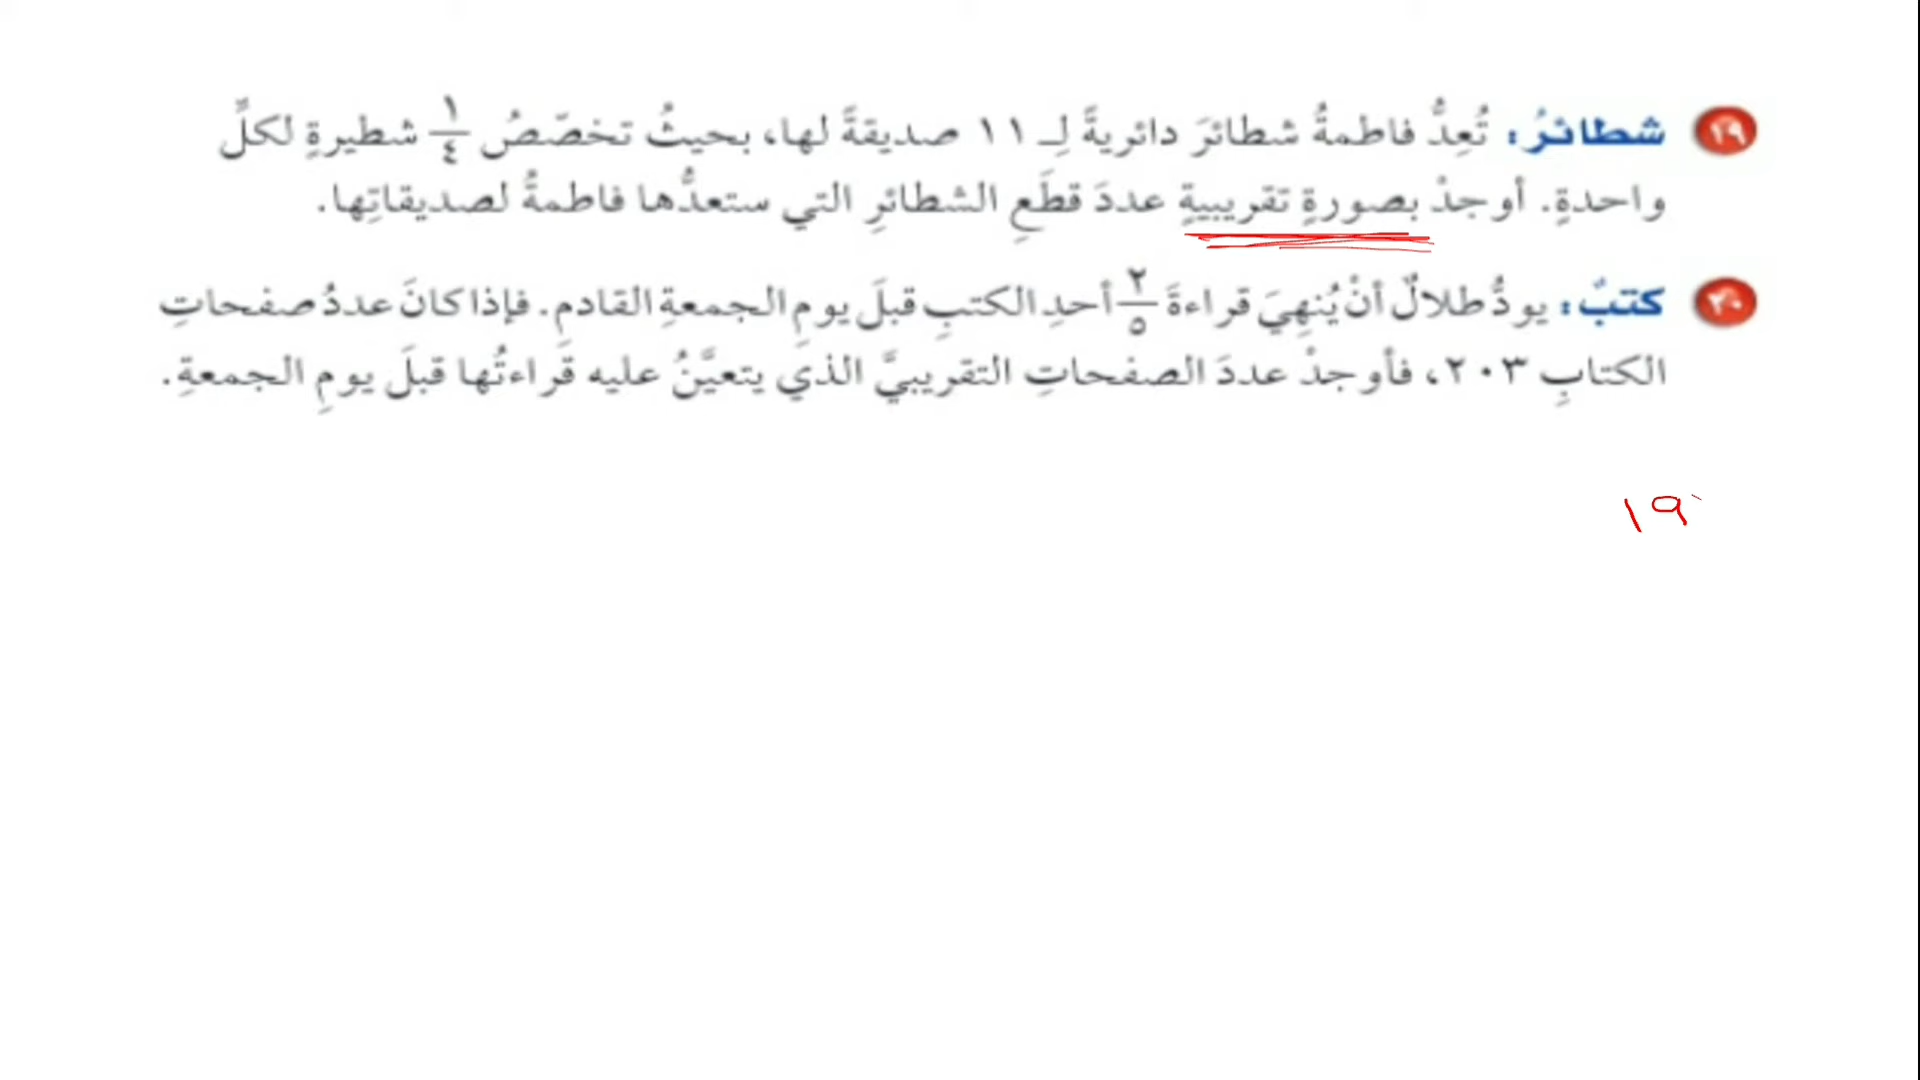 ١٩ شطائرُ: تُعِدُّ فاطمةُ شطائرَ دائريةً لِـ ١١ صديقةً لها، بحيثُ تخصّصُ ١/٤ شطيرةٍ لكلِّ
واحدةٍ. أوجدْ بصورةٍ تقريبيةٍ عددَ قطَعِ الشطائرِ التي ستعدُّها فاطمةُ لصديقاتِها.
٢٠ كتبٌ: يودُّ طلالٌ أنْ يُنهِيَ قراءةَ ٢/٥ أحدِ الكتبِ قبلَ يومِ الجمعةِ القادمِ. فإذا كانَ عددُ صفحاتِ
الكتابِ ٢٠٣، فأوجدْ عددَ الصفحاتِ التقريبيَّ الذي يتعيَّنُ عليه قراءتُها قبلَ يومِ الجمعةِ.
١٩